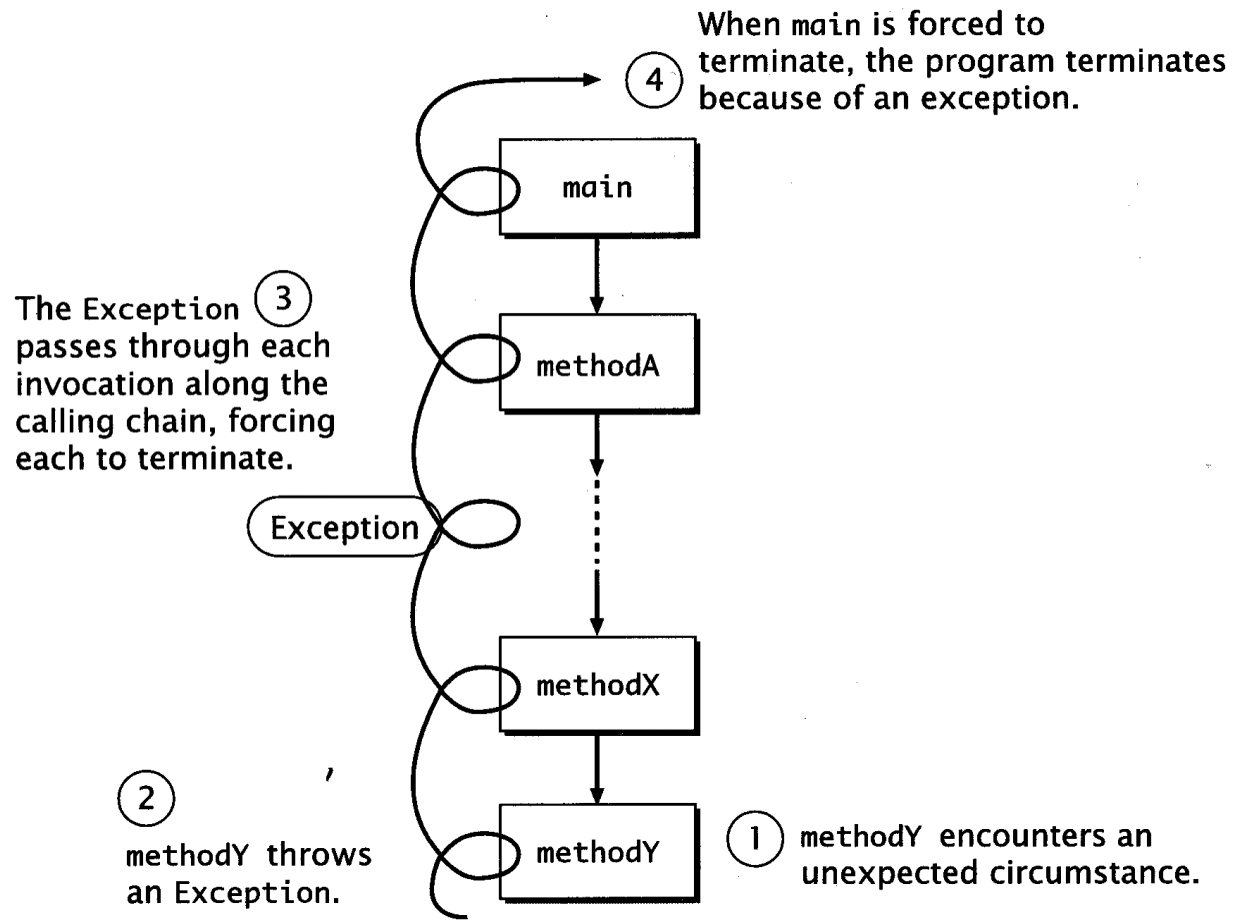 When main is forced to
terminate, the program terminates
because of an exception.
4
main
The Exception 3
passes through each
invocation along the
calling chain, forcing
each to terminate.
methodA
Exception
methodX
2
methodY throws
an Exception.
methodY
1 methodY encounters an
unexpected circumstance.